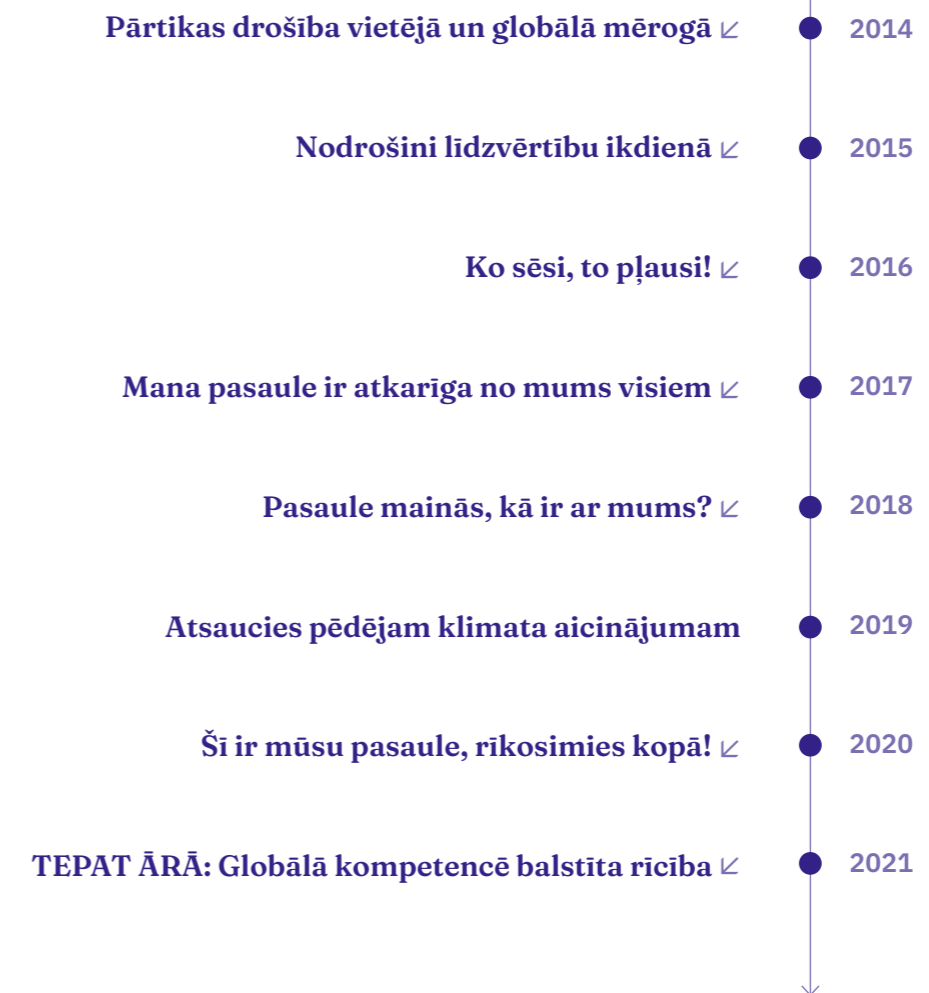 Pārtikas drošība vietējā un globālā mērogā ↙ 2014
Nodrošini līdzvērtību ikdienā ↙ 2015
Ko sēsi, to pļausi! ↙ 2016
Mana pasaule ir atkarīga no mums visiem ↙ 2017
Pasaule mainās, kā ir ar mums? ↙ 2018
Atsaucies pēdējam klimata aicinājumam 2019
Šī ir mūsu pasaule, rīkosimies kopā! ↙ 2020
TEPAT ĀRĀ: Globālā kompetencē balstīta rīcība ↙ 2021